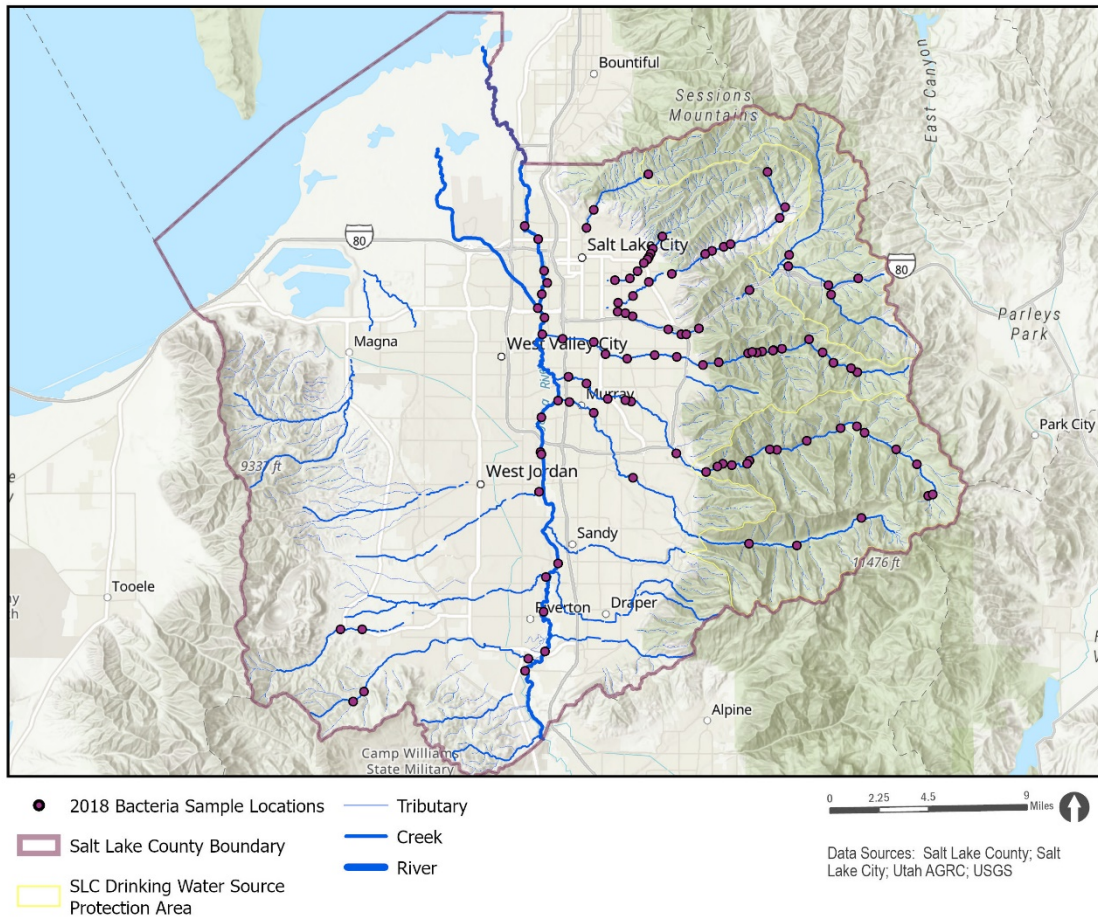 Bountiful
Sessions
Mountains
East Canyon
80
Salt Lake City
80
Parleys
Park
Magna
West Valley City
Murray
Park City
9337 ft
West Jordan
Sandy
11476 ft
Tooele
Riverton
Draper
Alpine
Camp Williams
State Military
2018 Bacteria Sample Locations
Salt Lake County Boundary
SLC Drinking Water Source
Protection Area
Tributary
Creek
River
0 2.25 4.5 9
Miles
Data Sources: Salt Lake County; Salt
Lake City; Utah AGRC; USGS